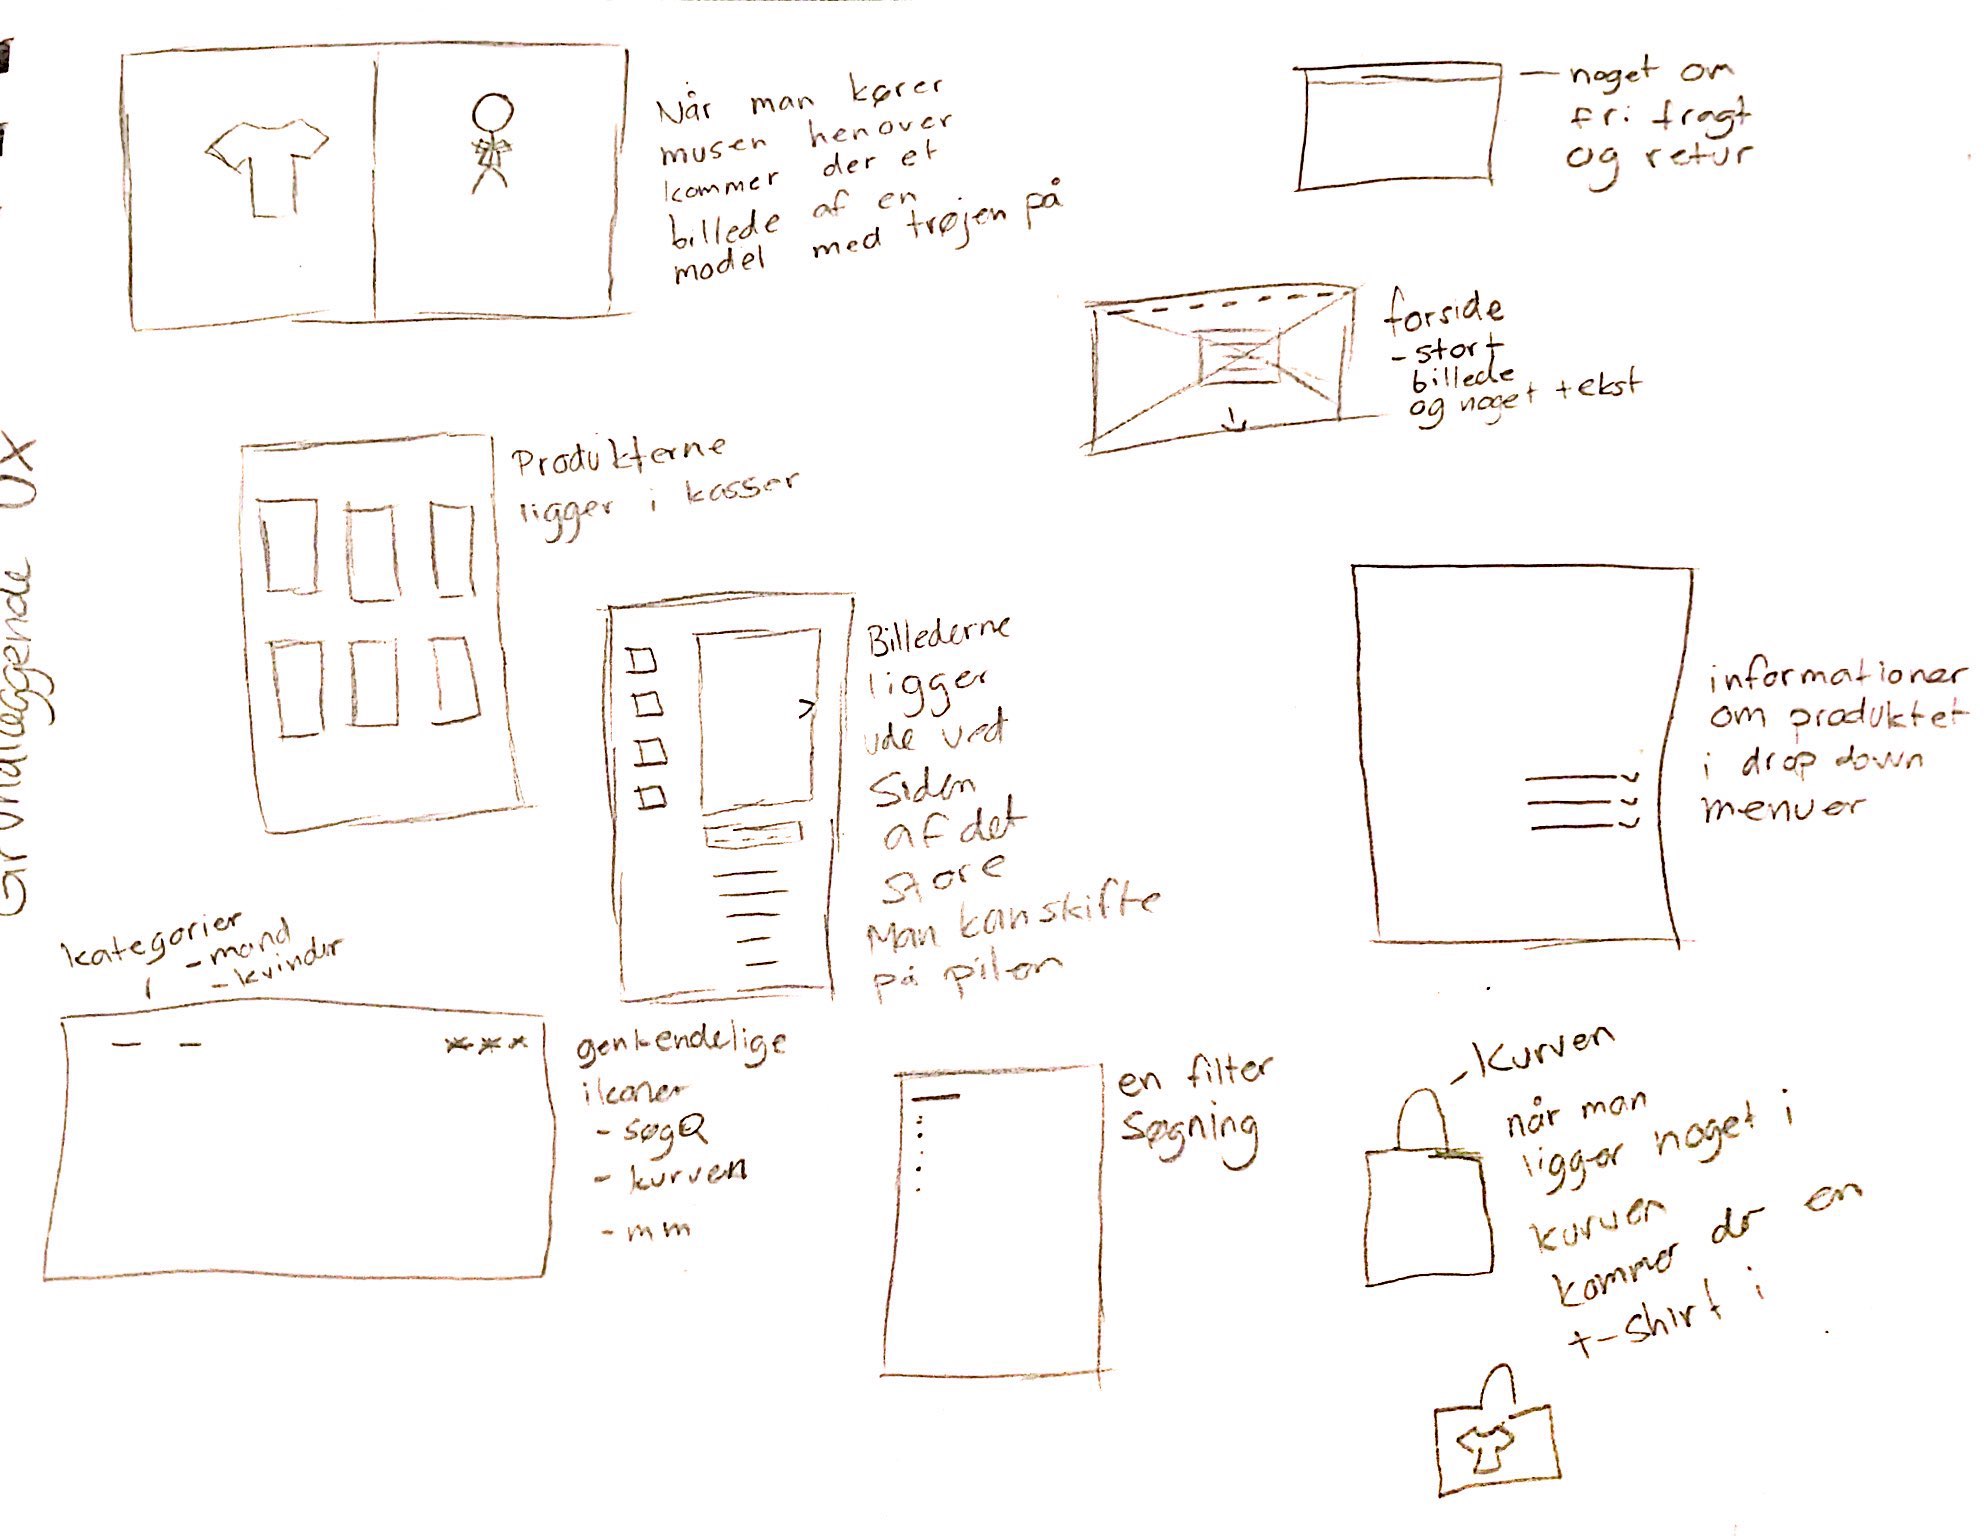 Grundlæggende UX
Når man kører
musen henover
kommer der et
billede af en
model med trøjen på
noget om
fri fragt
og retur
forside
- stort
billede
og noget tekst
Produkterne
ligger i kasser
Billederne
ligger
ude ved
siden
af det
store
Man kan skifte
på pilen
informationer
om produktet
i drop down
menuer
kategorier
- mænd
- kvinder
genkendelige
ikoner
- søg
- kurven
- mm
en filter
søgning
Kurven
når man
ligger noget i
kurven
kommer der en
t-shirt i